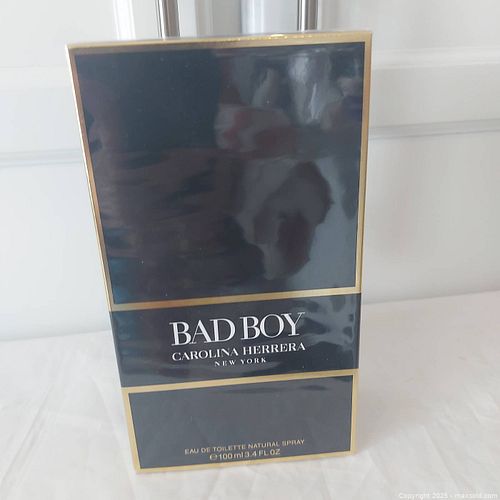 BAD BOY
CAROLINA HERRERA
NEW YORK
EAU DE TOILETTE NATURAL SPRAY
℮100 ml 3.4 FL OZ
Copyright 2025 - maxsold.com